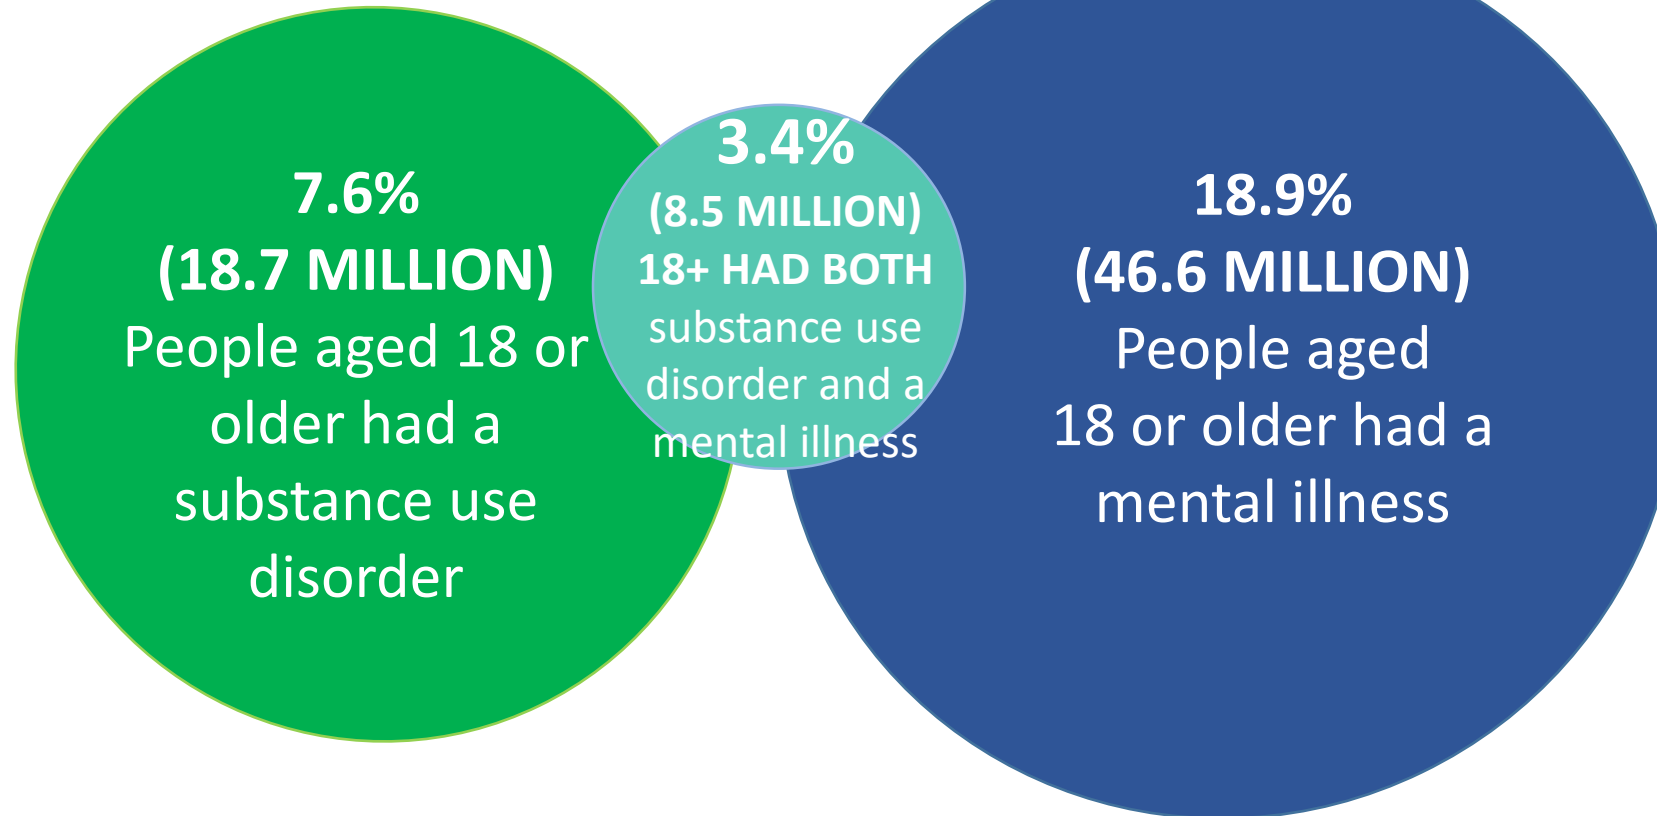 7.6%
(18.7 MILLION)
People aged 18 or
older had a
substance use
disorder
3.4%
(8.5 MILLION)
18+ HAD BOTH
substance use
disorder and a
mental illness
18.9%
(46.6 MILLION)
People aged
18 or older had a
mental illness